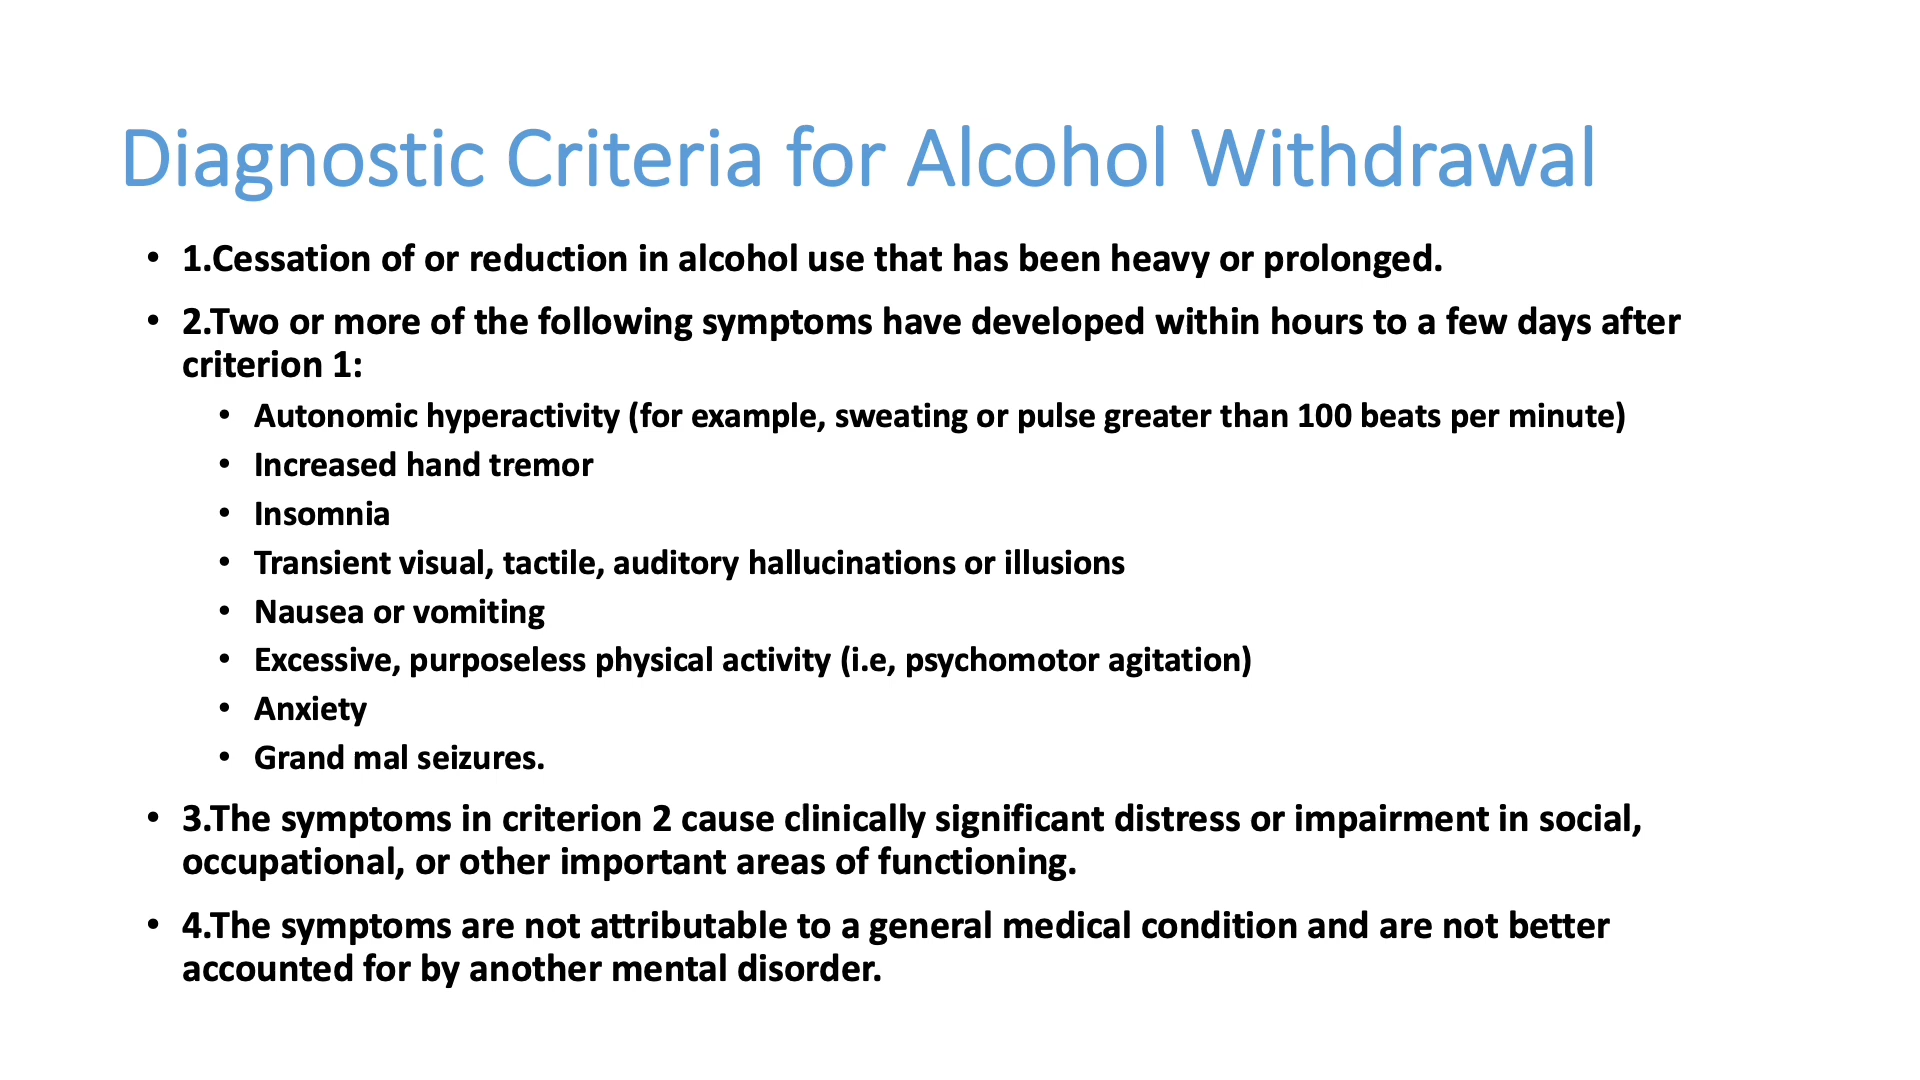 Diagnostic Criteria for Alcohol Withdrawal
• 1.Cessation of or reduction in alcohol use that has been heavy or prolonged.
• 2.Two or more of the following symptoms have developed within hours to a few days after
criterion 1:
• Autonomic hyperactivity (for example, sweating or pulse greater than 100 beats per minute)
• Increased hand tremor
• Insomnia
• Transient visual, tactile, auditory hallucinations or illusions
• Nausea or vomiting
• Excessive, purposeless physical activity (i.e, psychomotor agitation)
• Anxiety
• Grand mal seizures.
• 3.The symptoms in criterion 2 cause clinically significant distress or impairment in social,
occupational, or other important areas of functioning.
• 4.The symptoms are not attributable to a general medical condition and are not better
accounted for by another mental disorder.